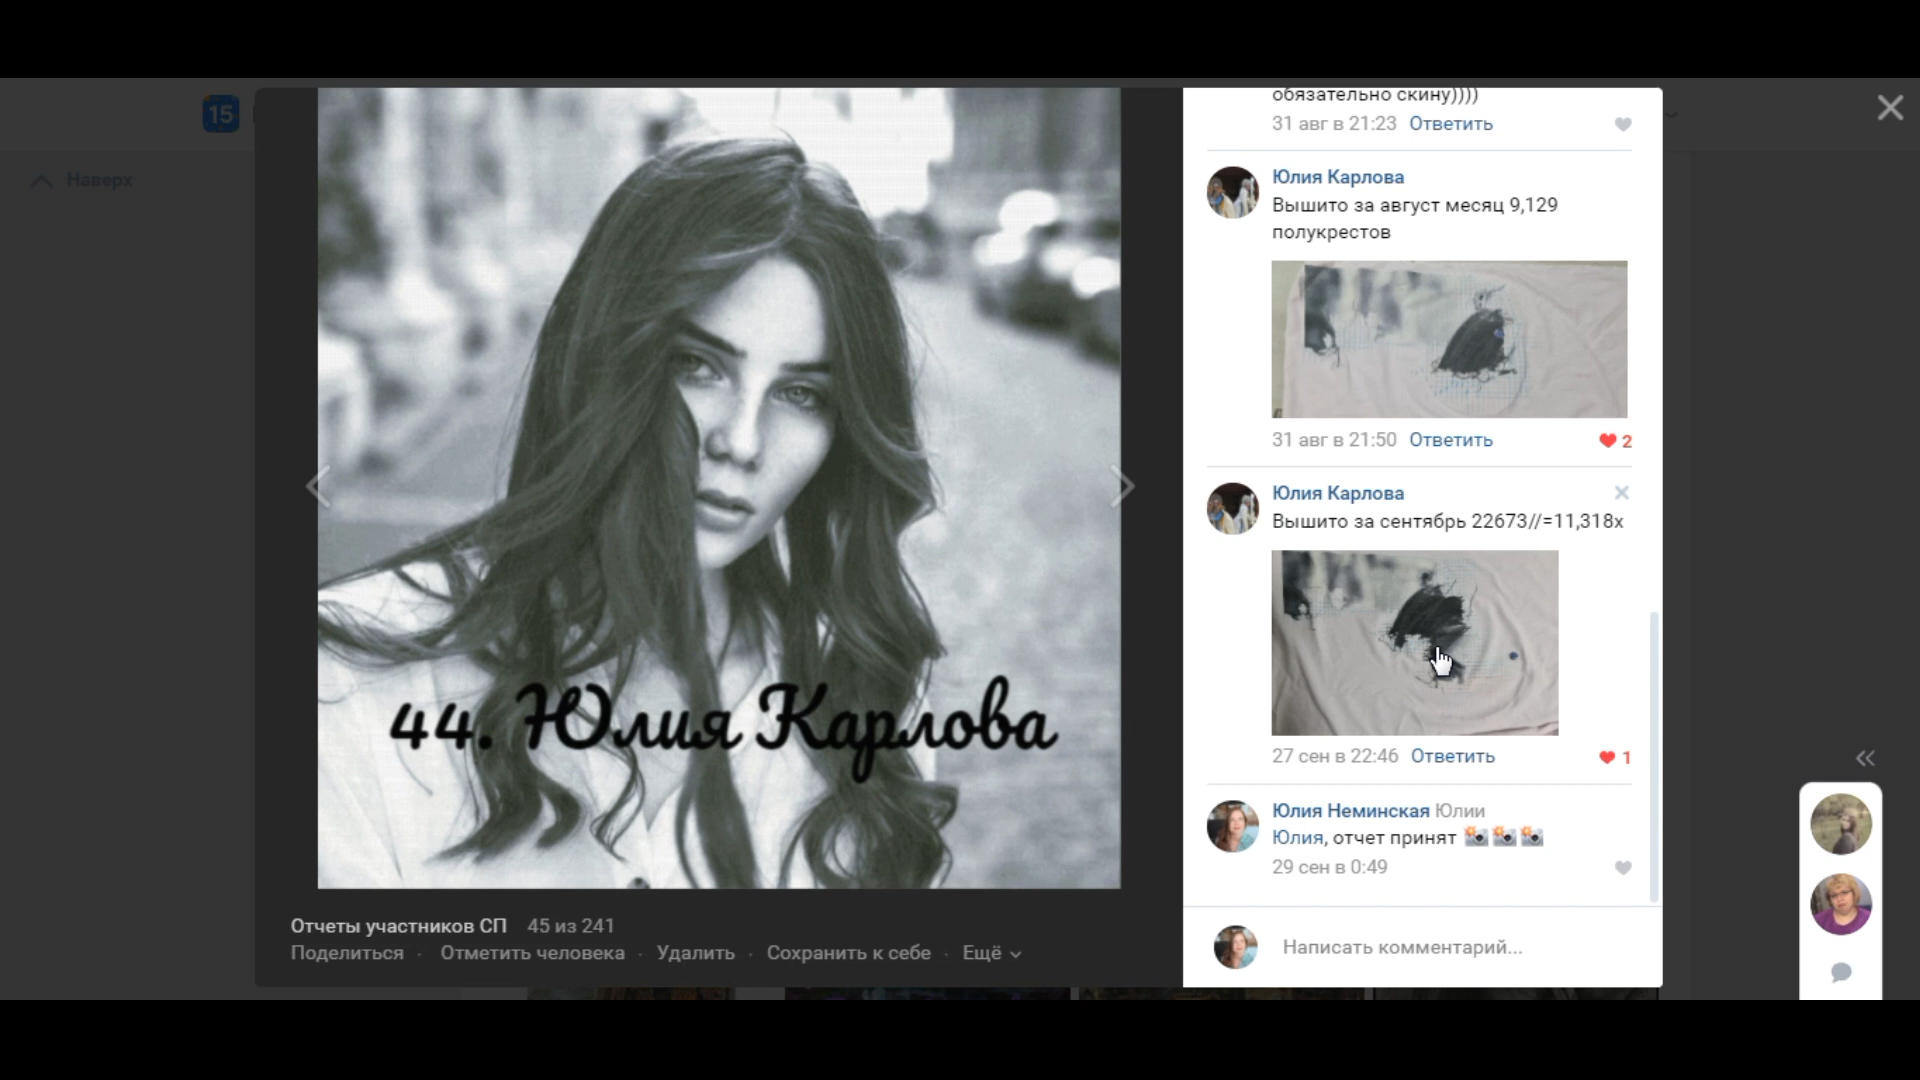 15
Наверх
44. Юлия Карлова
Отчеты участников СП 45 из 241
Поделиться · Отметить человека · Удалить · Сохранить к себе · Ещё
обязательно скину))))
31 авг в 21:23 Ответить
Юлия Карлова
Вышито за август месяц 9,129
полукрестов
31 авг в 21:50 Ответить 2
Юлия Карлова
Вышито за сентябрь 22673//=11,318х
27 сен в 22:46 Ответить 1
Юлия Неминская Юлии
Юлия, отчет принят
29 сен в 0:49
Написать комментарий...